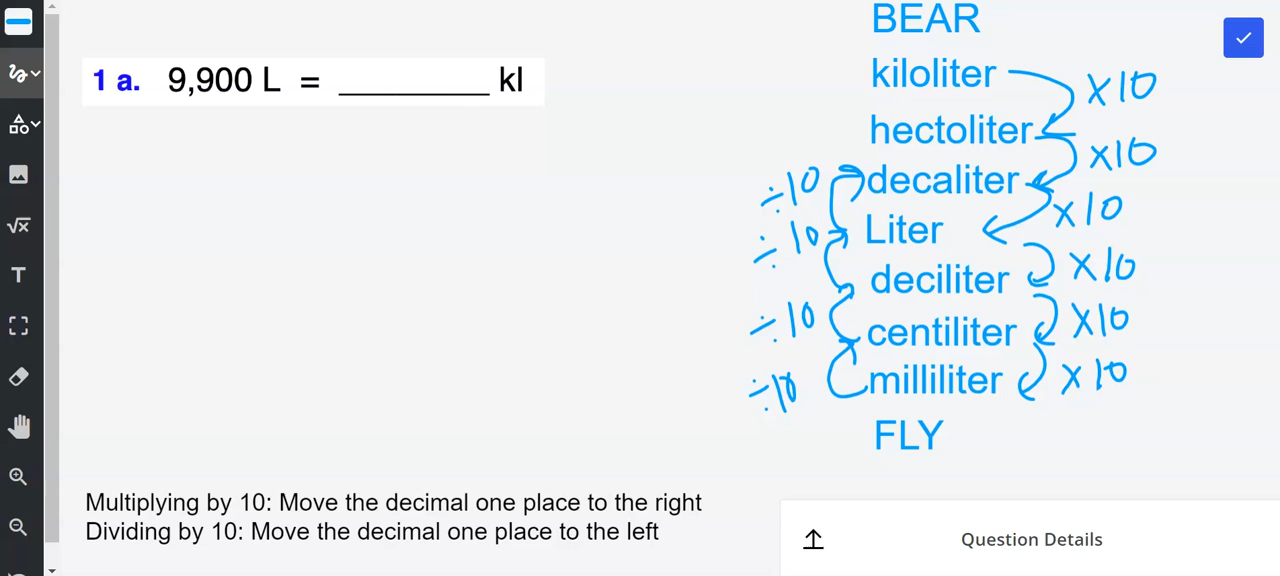 BEAR
1 a. 9,900 L = _________ kl
kiloliter
x10
hectoliter
x10
÷10
decaliter
x10
÷10
Liter
deciliter
x10
÷10
centiliter
x10
÷10
milliliter
x10
FLY
T
Multiplying by 10: Move the decimal one place to the right
Dividing by 10: Move the decimal one place to the left
Question Details